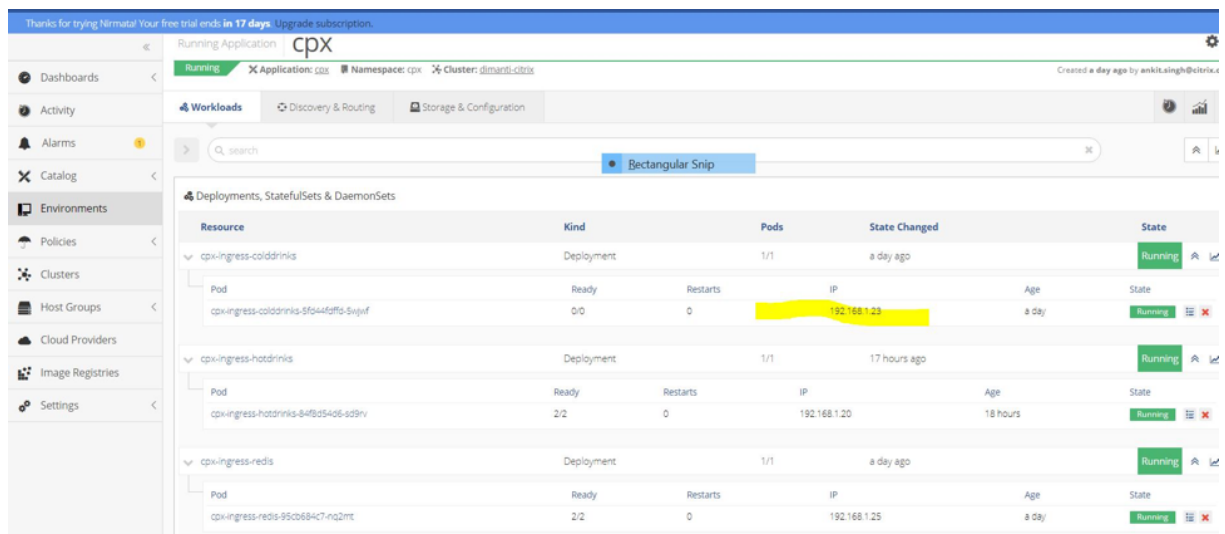 Thanks for trying Nirmata! Your free trial ends in 17 days. Upgrade subscription.
Running Application cpx
Running Application: cpx Namespace: cpx Cluster: dimanti-citrix Created a day ago by ankit.singh@citrix.c
Dashboards
Activity
Alarms 1
Catalog
Environments
Policies
Clusters
Host Groups
Cloud Providers
Image Registries
Settings
Workloads Discovery & Routing Storage & Configuration
search
Rectangular Snip
Deployments, StatefulSets & DaemonSets
Resource Kind Pods State Changed State
cpx-ingress-colddrinks Deployment 1/1 a day ago Running
Pod Ready Restarts IP Age State
0/0 0 192.168.1.23 a day Running
cpx-ingress-hotdrinks Deployment 1/1 17 hours ago Running
Pod Ready Restarts IP Age State
cpx-ingress-hotdrinks-84f8d54d6-sd9rv 2/2 0 192.168.1.20 18 hours Running
cpx-ingress-redis Deployment 1/1 a day ago Running
Pod Ready Restarts IP Age State
cpx-ingress-redis-95cb684c7-nq2mt 2/2 0 192.168.1.25 a day Running